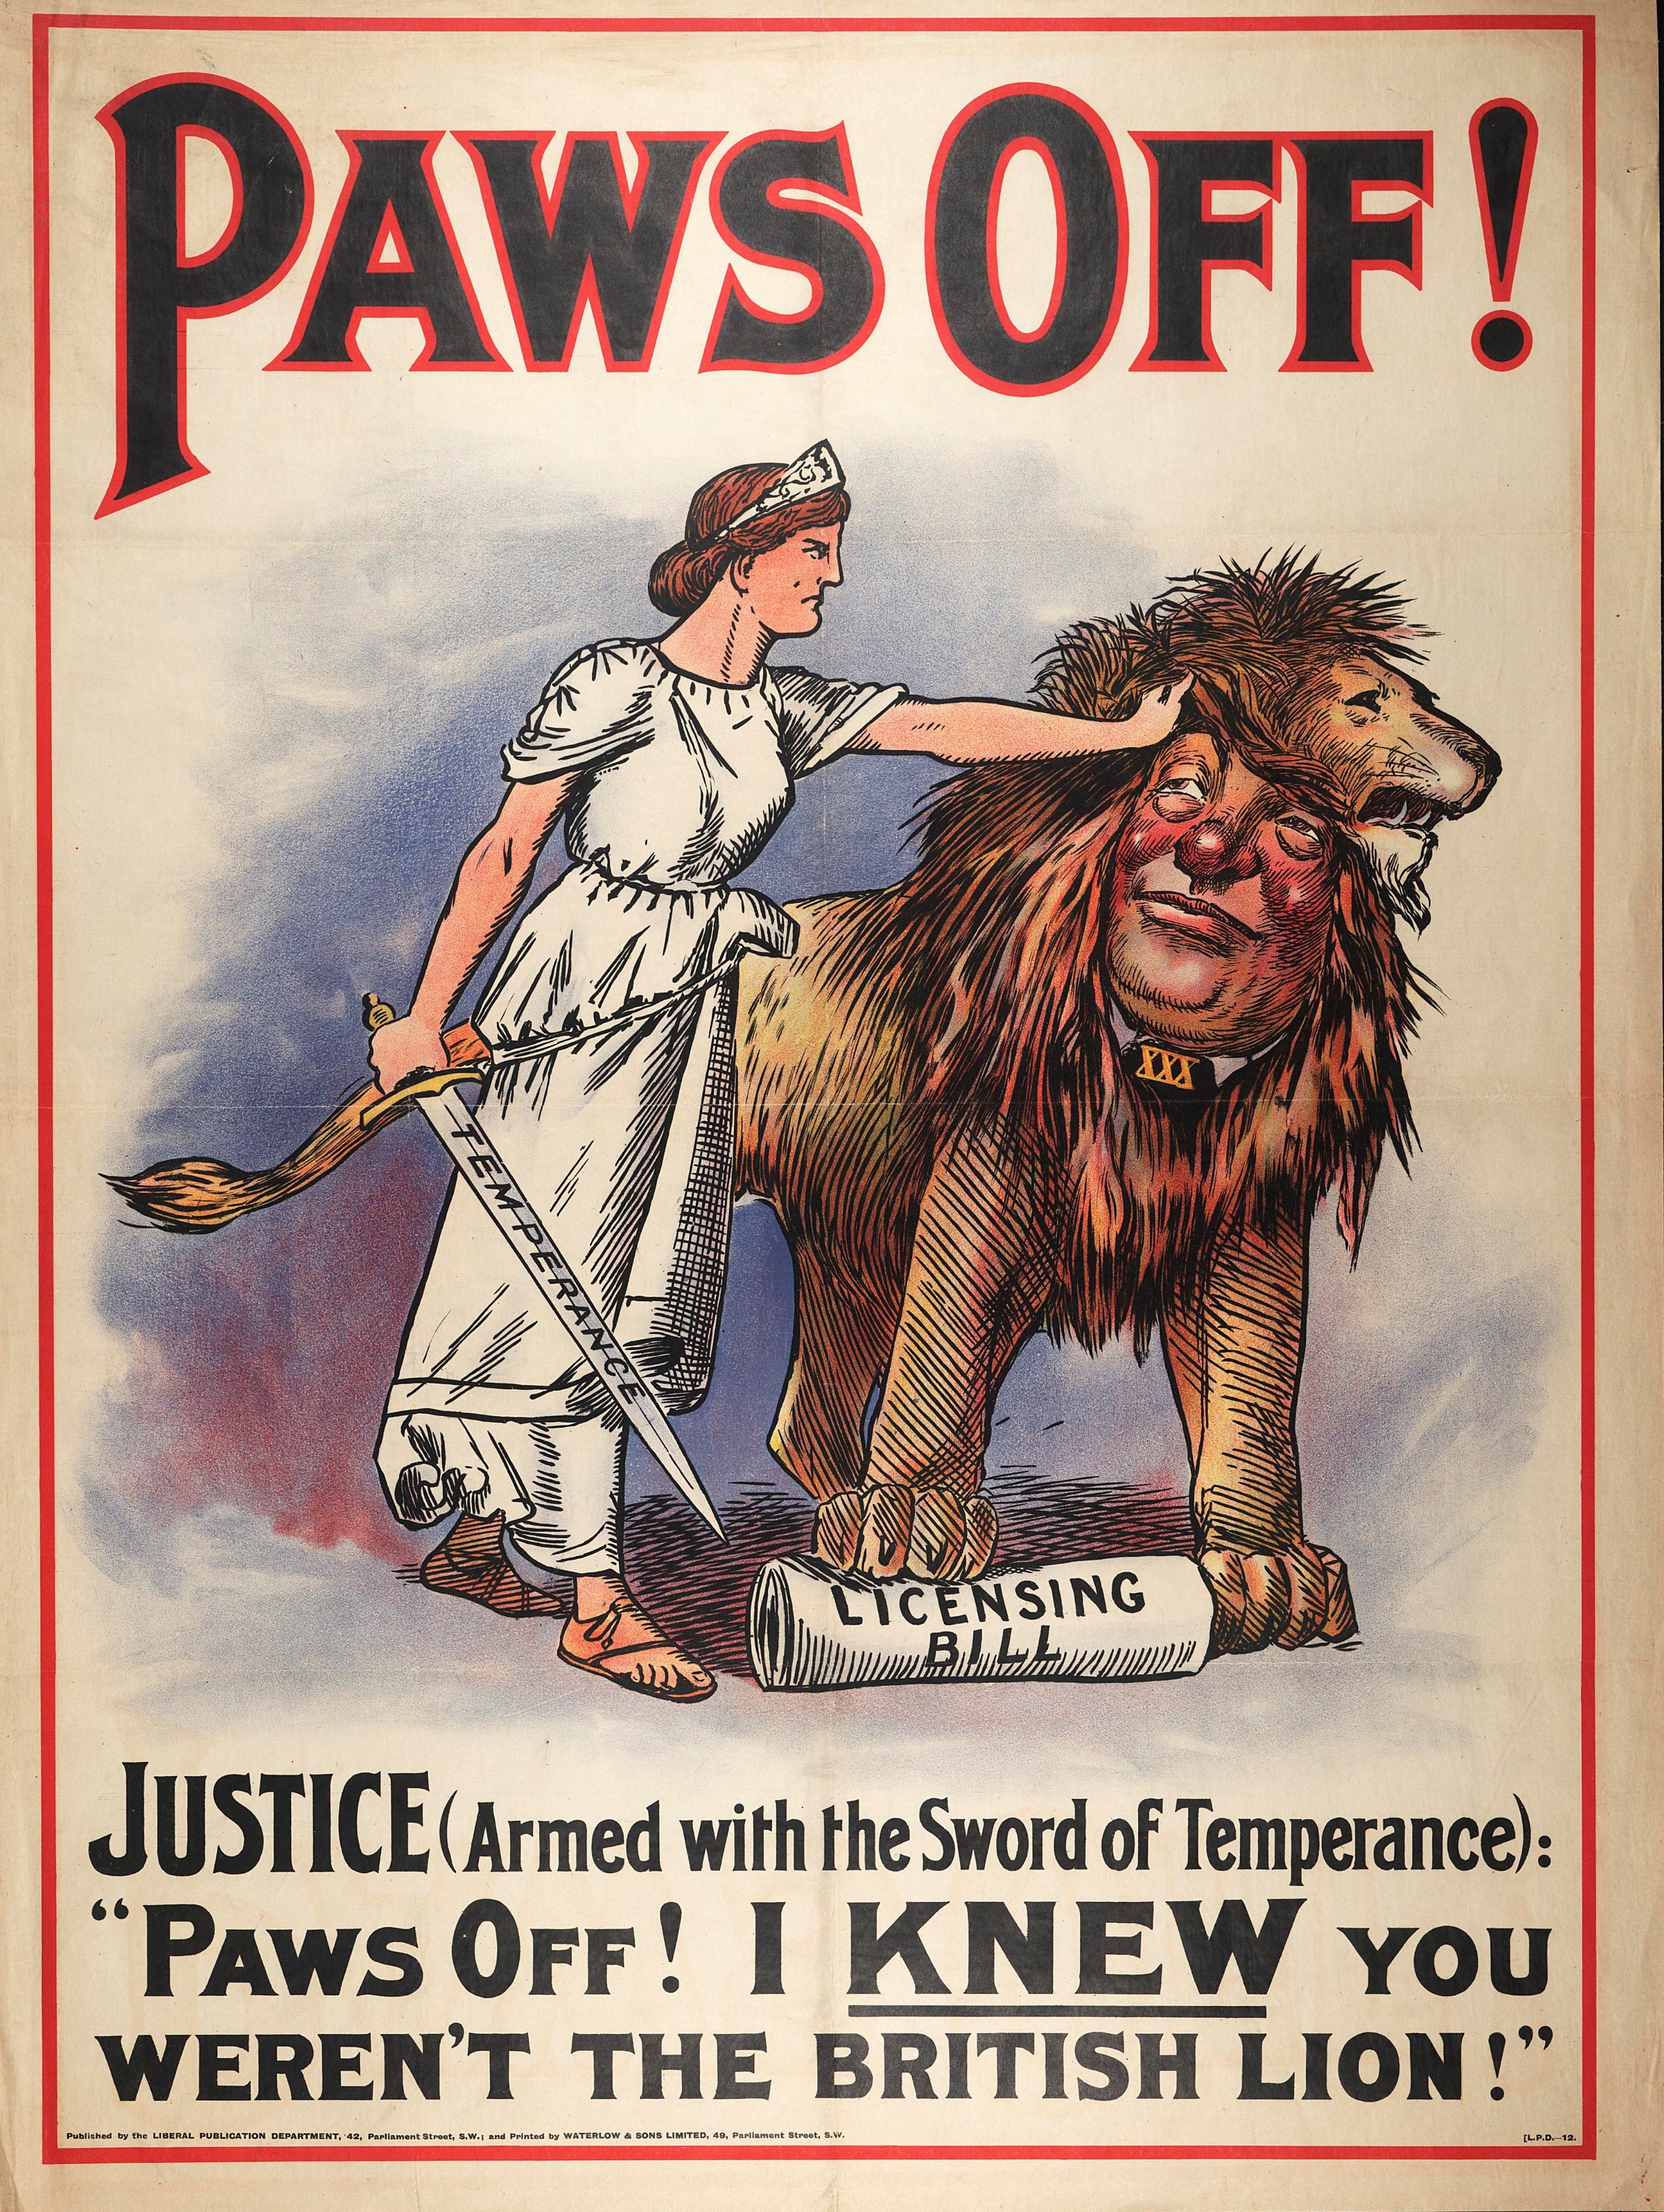 PAWS OFF!
XXX
TEMPERANCE
LICENSING
BILL
JUSTICE (Armed with the Sword of Temperance):
"PAWS OFF! I KNEW YOU
WEREN'T THE BRITISH LION!"
Published by the LIBERAL PUBLICATION DEPARTMENT, 42, Parliament Street, S.W.; and Printed by WATERLOW & SONS LIMITED, 49, Parliament Street, S.W.
[L.P.D.—12.